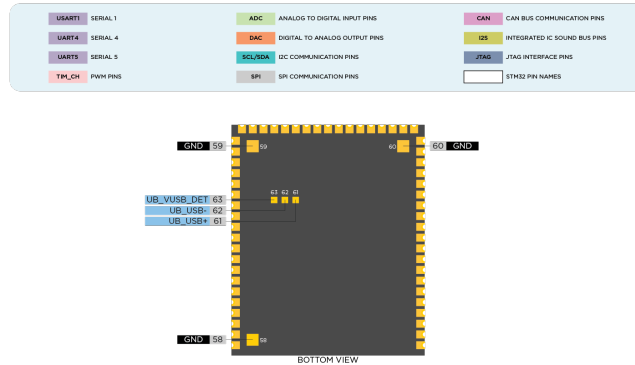 USART1 SERIAL 1 ADC ANALOG TO DIGITAL INPUT PINS CAN CAN BUS COMMUNICATION PINS
UART4 SERIAL 4 DAC DIGITAL TO ANALOG OUTPUT PINS I2S INTEGRATED IC SOUND BUS PINS
UART5 SERIAL 5 SCL/SDA I2C COMMUNICATION PINS JTAG JTAG INTERFACE PINS
TIM_CH PWM PINS SPI SPI COMMUNICATION PINS STM32 PIN NAMES
GND 59 59 60 60 GND
63 62 61
UB_VUSB_DET 63
UB_USB- 62
UB_USB+ 61
GND 58 58
BOTTOM VIEW